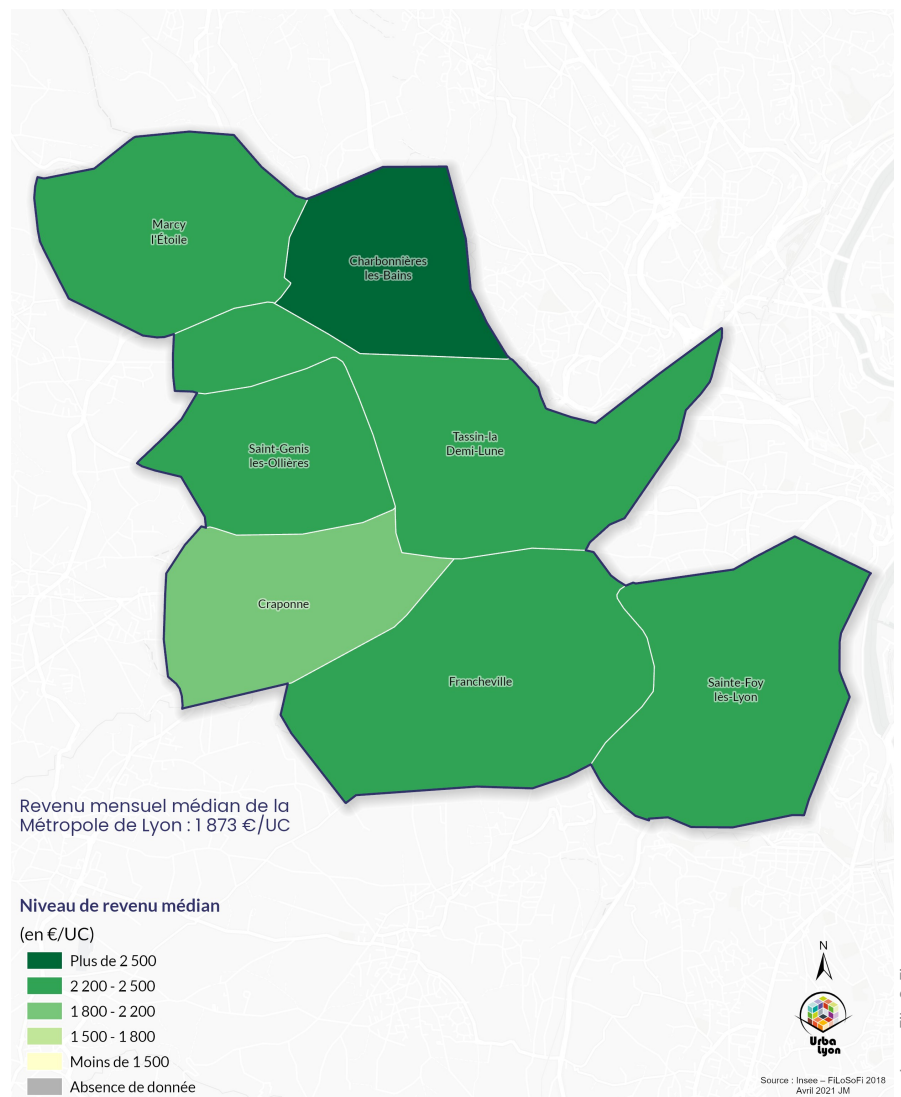 Marcy
l'Étoile
Charbonnières
les-Bains
Tassin-la
Demi-Lune
Saint-Genis
les-Ollières
Craponne
Francheville
Sainte-Foy
lès-Lyon
Revenu mensuel médian de la
Métropole de Lyon : 1 873 €/UC
Niveau de revenu médian
(en €/UC)
Plus de 2 500
2 200 - 2 500
1 800 - 2 200
1 500 - 1 800
Moins de 1 500
Absence de donnée
N
Urba
Lyon
Source : Insee – FiLoSoFi 2018
Avril 2021 JM